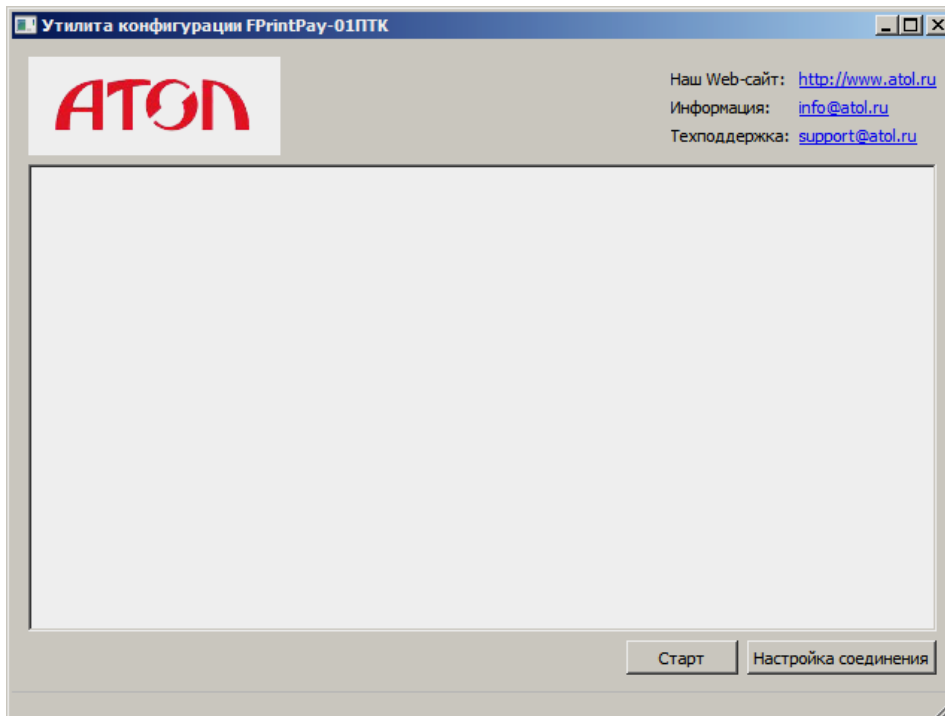 Утилита конфигурации FPrintPay-01ПТК
АТОЛ
Наш Web-сайт: http://www.atol.ru
Информация: info@atol.ru
Техподдержка: support@atol.ru
Старт Настройка соединения